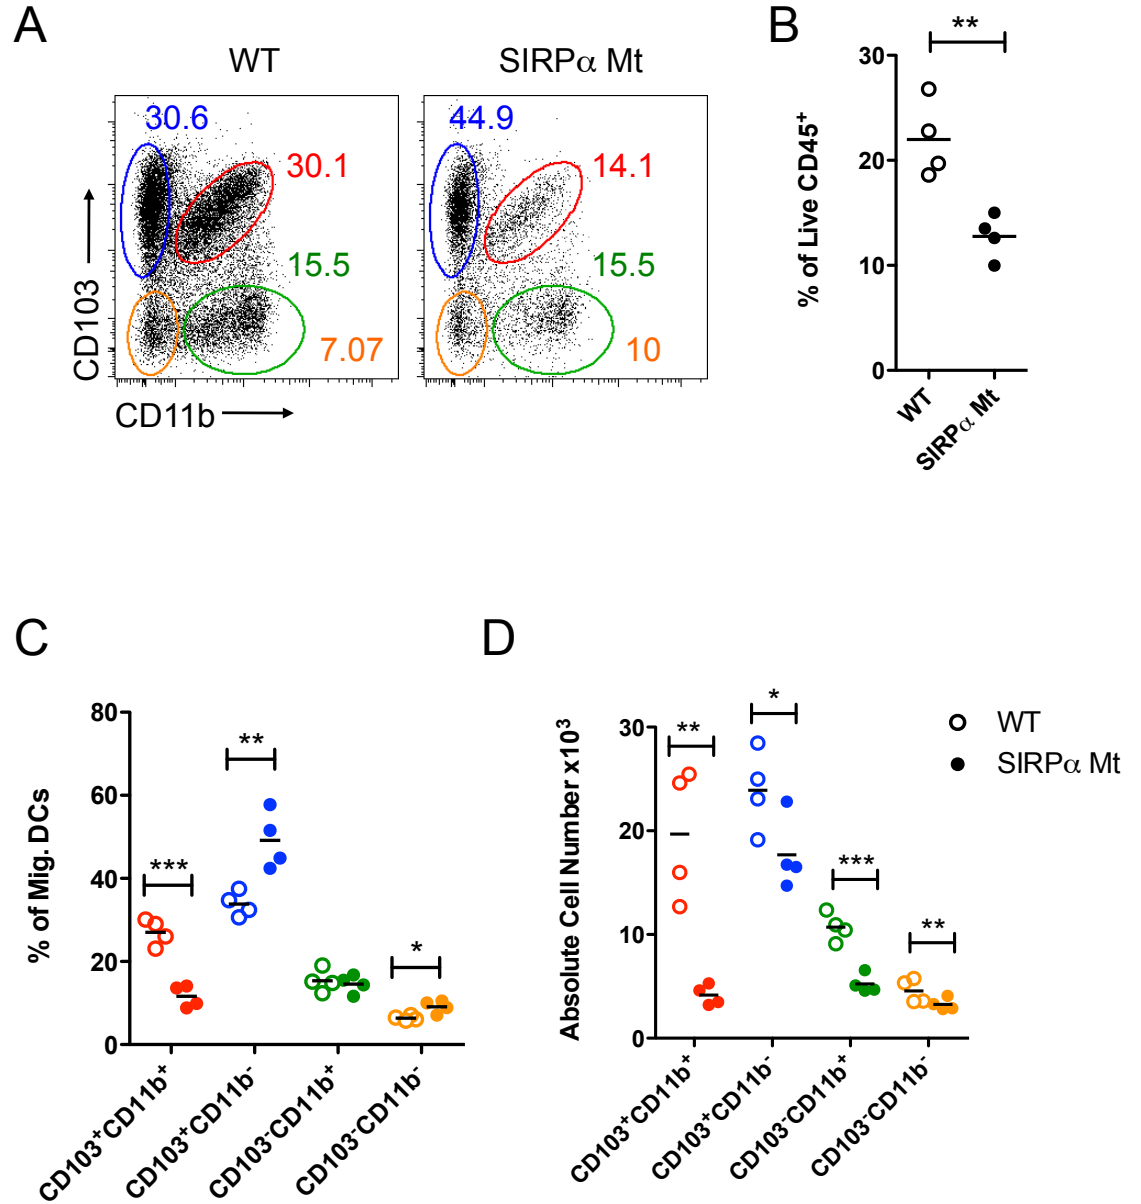 A
WT
SIRPα Mt
30.6
30.1
15.5
7.07
44.9
14.1
15.5
10
CD103
CD11b
B
**
30
20
10
0
% of Live CD45⁺
WT
SIRPα Mt
C
80
60
40
20
0
% of Mig. DCs
***
**
*
CD103⁺CD11b⁺
CD103⁺CD11b⁻
CD103⁻CD11b⁺
CD103⁻CD11b⁻
D
30
20
10
0
Absolute Cell Number x10³
**
*
***
**
CD103⁺CD11b⁺
CD103⁺CD11b⁻
CD103⁻CD11b⁺
CD103⁻CD11b⁻
WT
SIRPα Mt